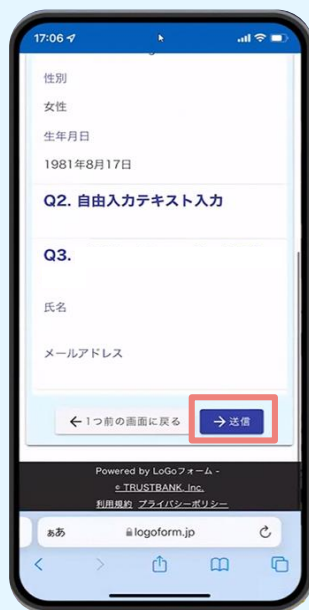 17:06
性別
女性
生年月日
1981年8月17日
Q2. 自由入力テキスト入力
Q3.
氏名
メールアドレス
←1つ前の画面に戻る →送信
Powered by LoGoフォーム -
© TRUSTBANK, Inc.
利用規約 プライバシーポリシー
ぁあ logoform.jp